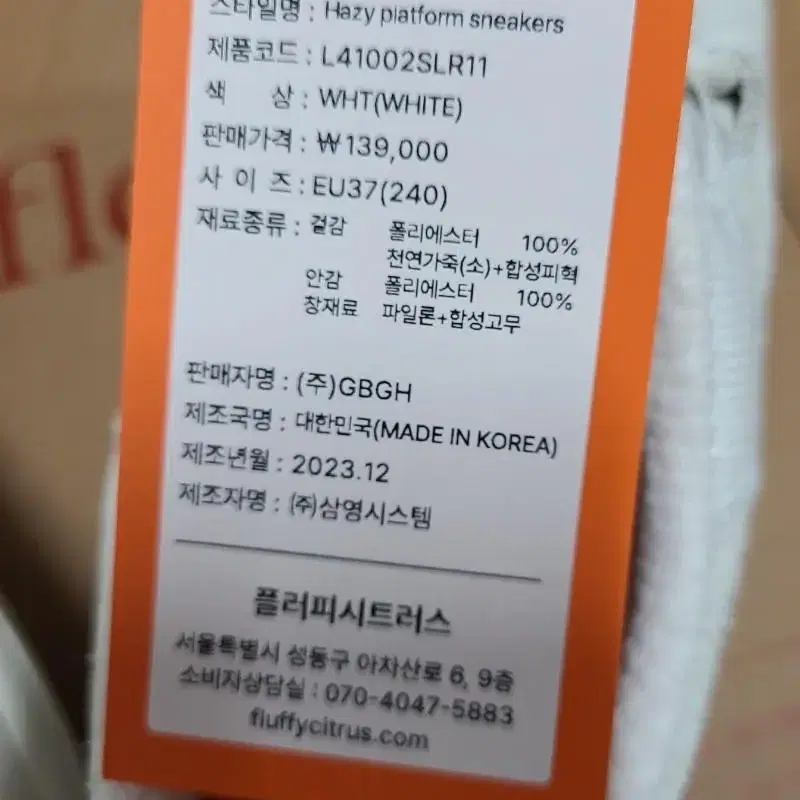 스타일명 : Hazy platform sneakers
제품코드 : L41002SLR11
색 상 : WHT(WHITE)
판매가격 : ₩139,000
사 이 즈 : EU37(240)
재료종류 : 겉감 폴리에스터 100%
천연가죽(소)+합성피혁
안감 폴리에스터 100%
창재료 파일론+합성고무
판매자명 : (주)GBGH
제조국명 : 대한민국(MADE IN KOREA)
제조년월 : 2023.12
제조자명 : (주)삼영시스템
플러피시트러스
서울특별시 성동구 아차산로 6, 9층
소비자상담실 : 070-4047-5883
fluffycitrus.com